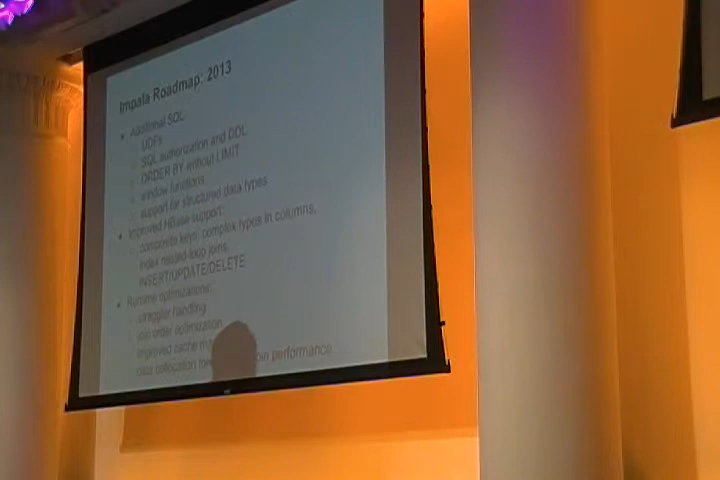 Impala Roadmap: 2013
Additional SQL
UDFs
SQL authorization and DDL
ORDER BY without LIMIT
window functions
support for structured data types
Improved HBase support:
composite keys, complex types in columns,
index nested-loop joins,
INSERT/UPDATE/DELETE
Runtime optimizations:
straggler handling
join order optimization
improved cache
data collocation join performance